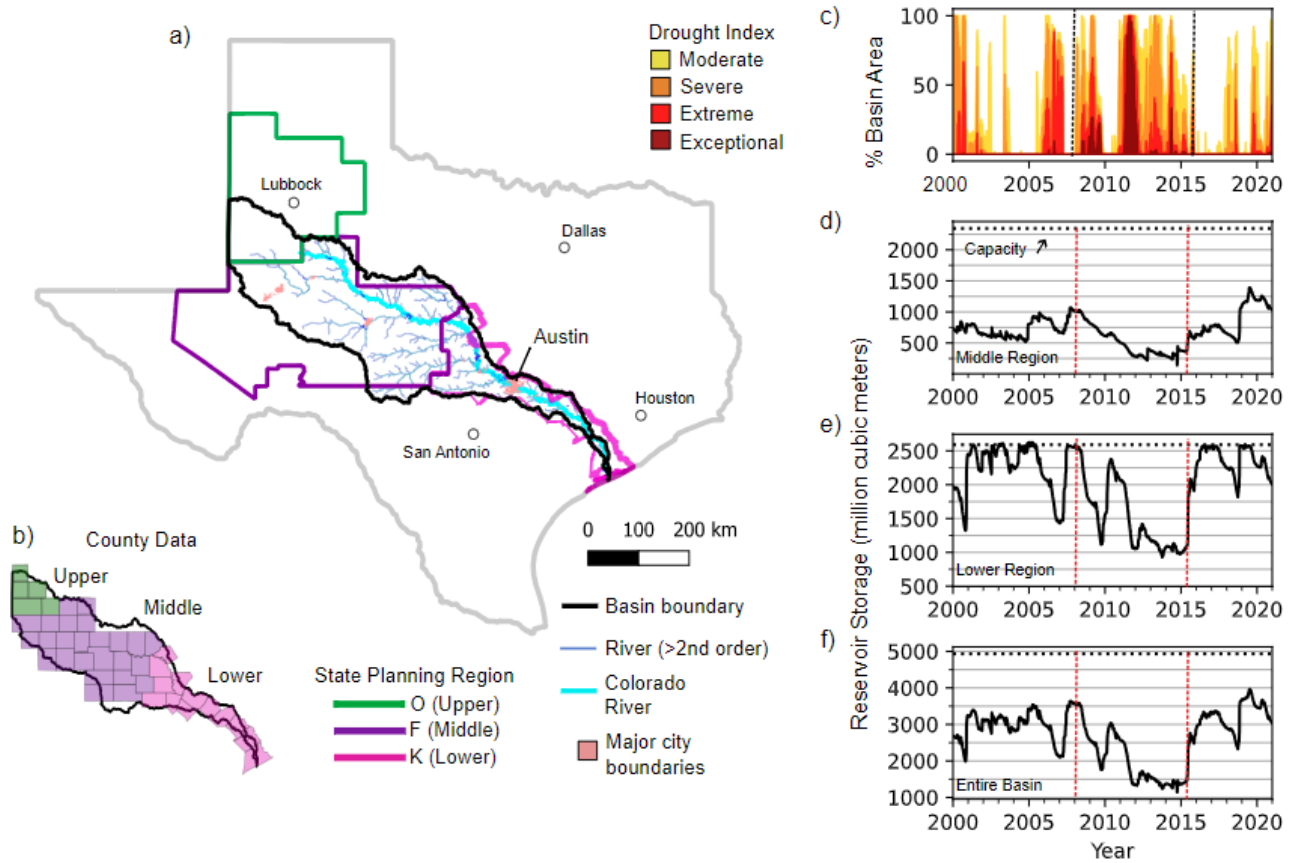 a)
Lubbock
Dallas
Austin
Houston
San Antonio
0 100 200 km
Drought Index
Moderate
Severe
Extreme
Exceptional
b)
County Data
Upper
Middle
Lower
State Planning Region
O (Upper)
F (Middle)
K (Lower)
Basin boundary
River (>2nd order)
Colorado
River
Major city
boundaries
c)
% Basin Area
100
50
0
2000 2005 2010 2015 2020
Reservoir Storage (million cubic meters)
d)
2000
1500
1000
500
Capacity ↗
Middle Region
2000 2005 2010 2015 2020
e)
2500
2000
1500
1000
500
Lower Region
2000 2005 2010 2015 2020
f)
5000
4000
3000
2000
1000
Entire Basin
2000 2005 2010 2015 2020
Year